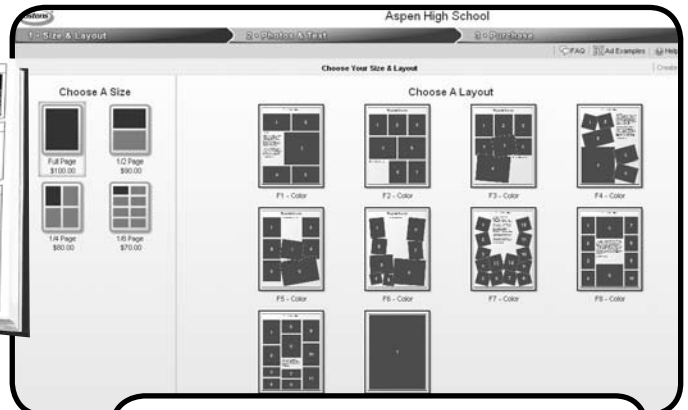 Aspen High School
1 - Size & Layout
2 - Photos & Text
3 - Purchase
FAQ
Ad Examples
Help
Choose Your Size & Layout
Create
Choose A Size
Full Page
$100.00
1/2 Page
$90.00
1/4 Page
$80.00
1/8 Page
$70.00
Choose A Layout
F1 - Color
F2 - Color
F3 - Color
F4 - Color
F5 - Color
F6 - Color
F7 - Color
F8 - Color